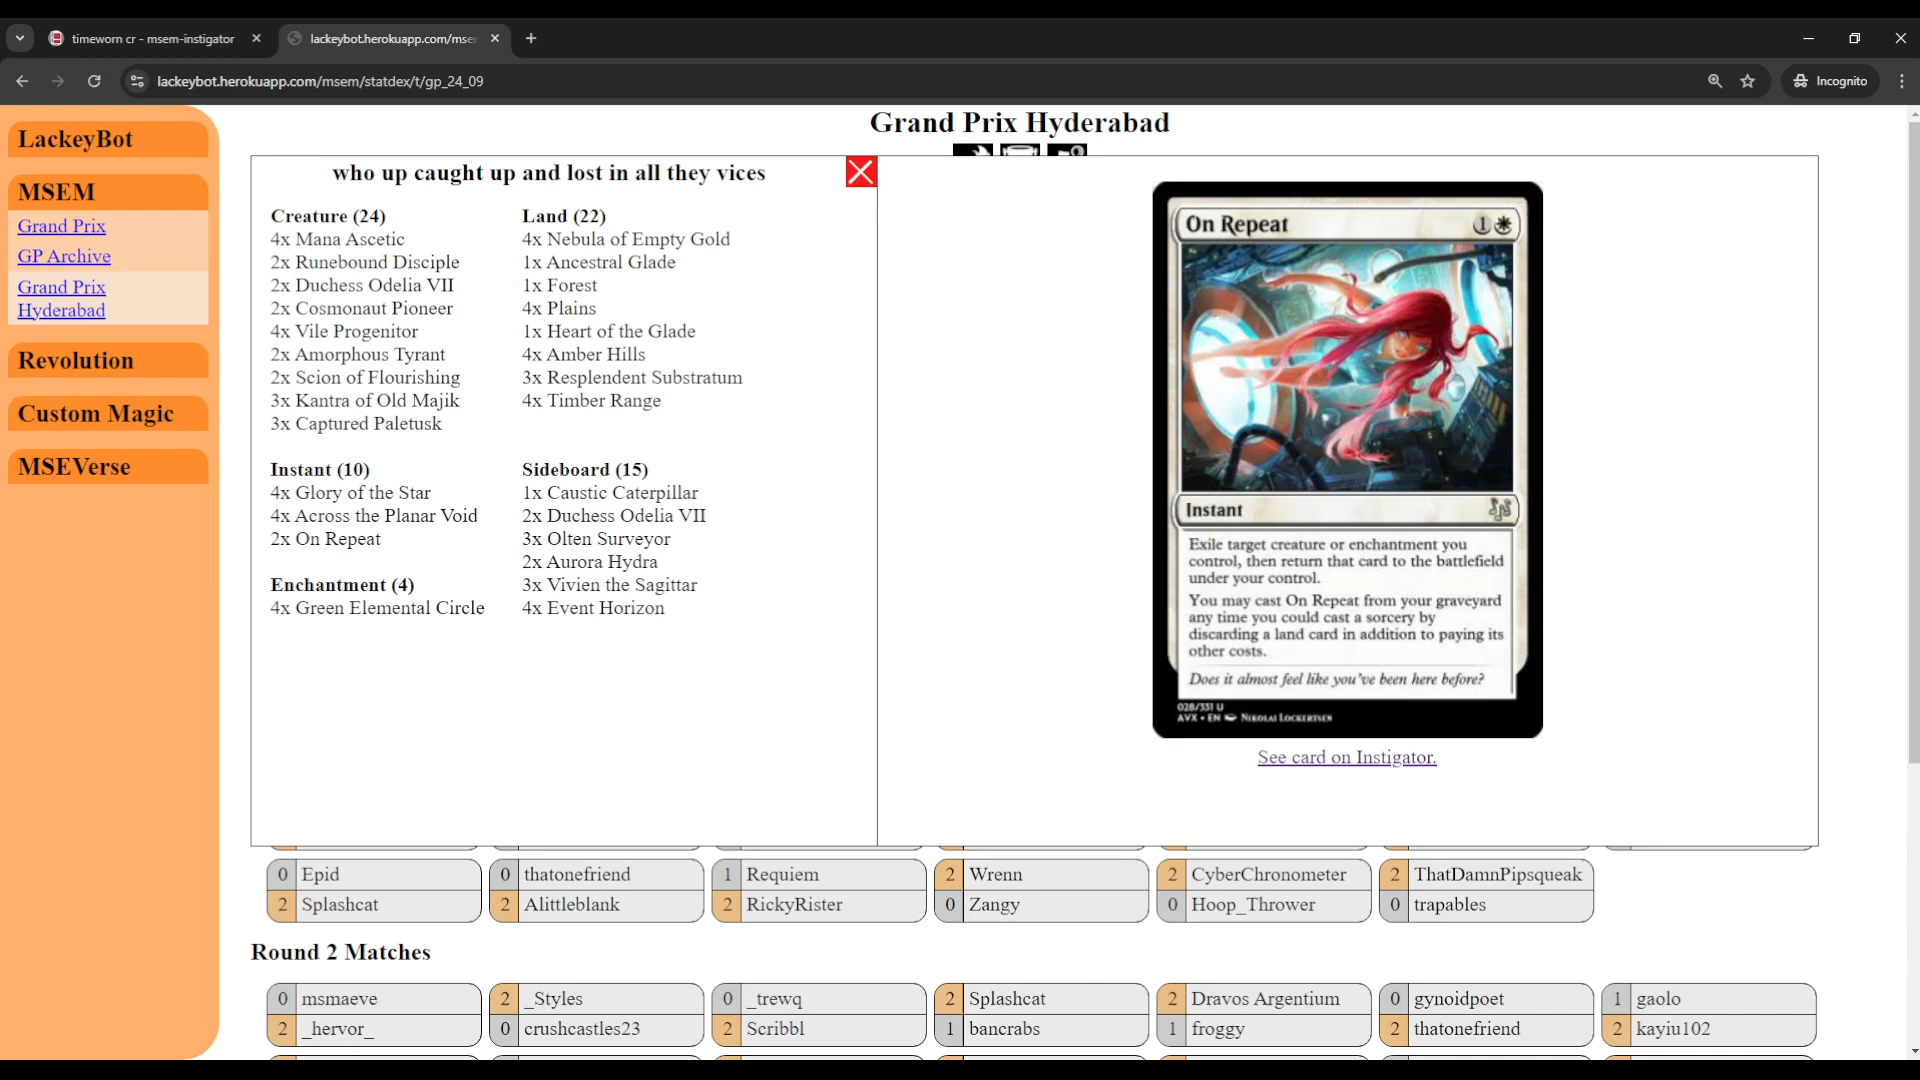 timeworn cr - msem-instigator
lackeybot.herokuapp.com/mse
lackeybot.herokuapp.com/msem/statdex/t/gp_24_09
Incognito
LackeyBot
MSEM
Grand Prix
GP Archive
Grand Prix
Hyderabad
Revolution
Custom Magic
MSEVerse
Grand Prix Hyderabad
who up caught up and lost in all they vices
Creature (24)
4x Mana Ascetic
2x Runebound Disciple
2x Duchess Odelia VII
2x Cosmonaut Pioneer
4x Vile Progenitor
2x Amorphous Tyrant
2x Scion of Flourishing
3x Kantra of Old Majik
3x Captured Paletusk
Instant (10)
4x Glory of the Star
4x Across the Planar Void
2x On Repeat
Enchantment (4)
4x Green Elemental Circle
Land (22)
4x Nebula of Empty Gold
1x Ancestral Glade
1x Forest
4x Plains
1x Heart of the Glade
4x Amber Hills
3x Resplendent Substratum
4x Timber Range
Sideboard (15)
1x Caustic Caterpillar
2x Duchess Odelia VII
3x Olten Surveyor
2x Aurora Hydra
3x Vivien the Sagittar
4x Event Horizon
On Repeat 1
Instant
Exile target creature or enchantment you
control, then return that card to the battlefield
under your control.
You may cast On Repeat from your graveyard
any time you could cast a sorcery by
discarding a land card in addition to paying its
other costs.
Does it almost feel like you've been here before?
028/331 U
AVX • EN Nikolai Lockertsen
See card on Instigator.
0 Epid
2 Splashcat
0 thatonefriend
2 Alittleblank
1 Requiem
2 RickyRister
2 Wrenn
0 Zangy
2 CyberChronometer
0 Hoop_Thrower
2 ThatDamnPipsqueak
0 trapables
Round 2 Matches
0 msmaeve
2 _hervor_
2 _Styles
0 crushcastles23
0 _trewq
2 Scribbl
2 Splashcat
1 bancrabs
2 Dravos Argentium
1 froggy
0 gynoidpoet
2 thatonefriend
1 gaolo
2 kayiu102